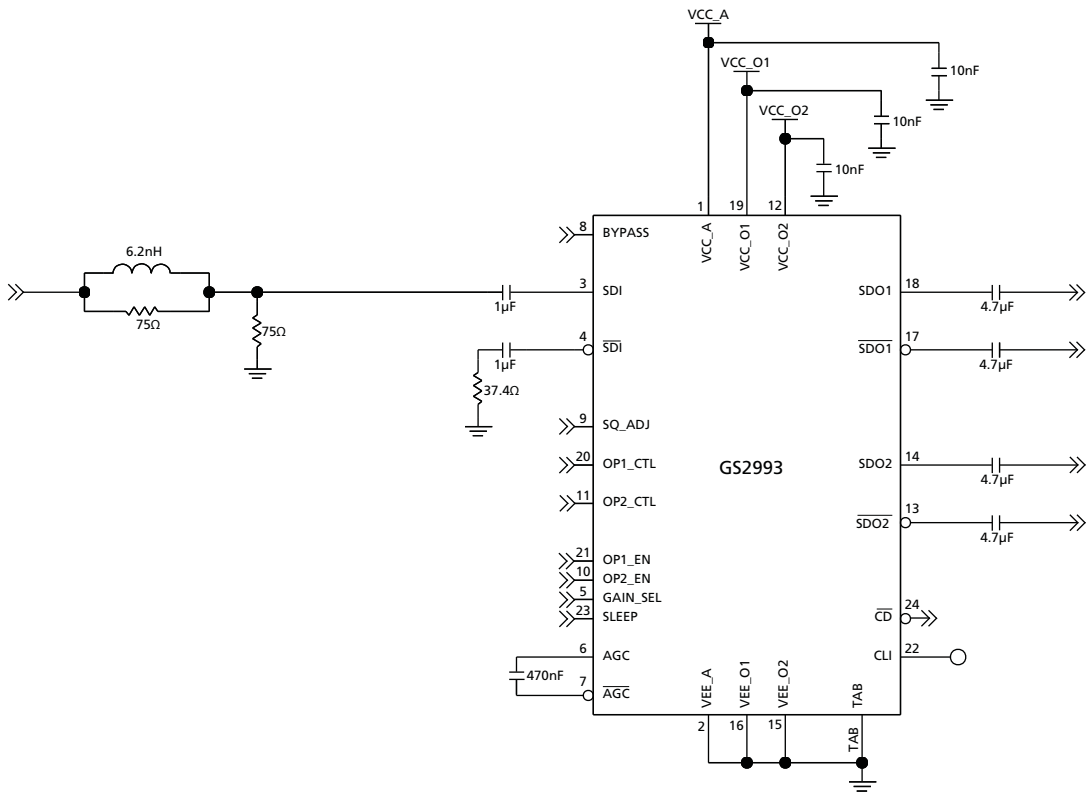 VCC_A
10nF
VCC_O1
10nF
VCC_O2
10nF
1
19
12
VCC_A
VCC_O1
VCC_O2
8
BYPASS
6.2nH
75Ω
75Ω
1µF
3
SDI
4
SDI
1µF
37.4Ω
9
SQ_ADJ
20
OP1_CTL
11
OP2_CTL
21
OP1_EN
10
OP2_EN
5
GAIN_SEL
23
SLEEP
6
AGC
470nF
7
AGC
GS2993
SDO1
18
4.7µF
SDO1
17
4.7µF
SDO2
14
4.7µF
SDO2
13
4.7µF
CD
24
CLI
22
VEE_A
VEE_O1
VEE_O2
TAB
2
16
15
TAB